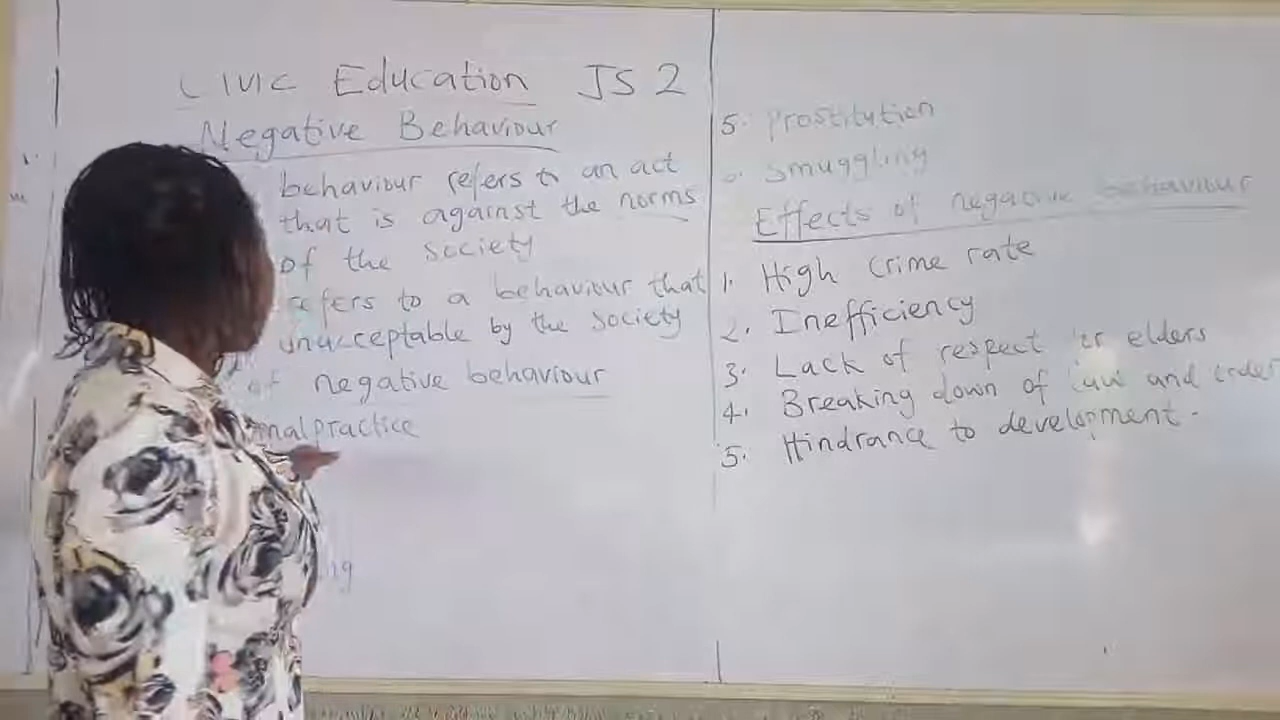 Civic Education JS 2
Negative Behaviour
behaviour refers to an act
that is against the norms
of the society
refers to a behaviour that
unacceptable by the society
of negative behaviour
malpractice
5. Prostitution
6. Smuggling
Effects of negative behaviour
1. High crime rate
2. Inefficiency
3. Lack of respect for elders
4. Breaking down of law and order
5. Hindrance to development.